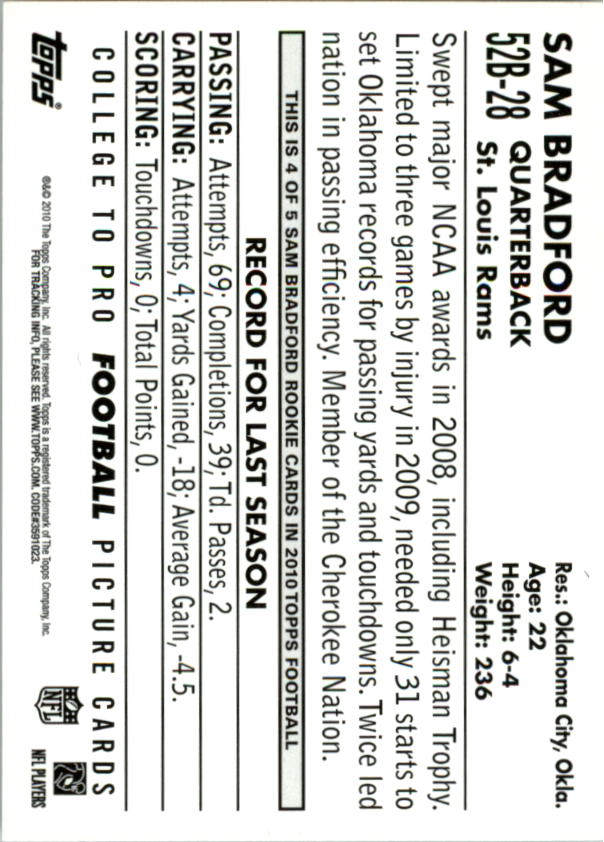 SAM BRADFORD
52B-28 QUARTERBACK
St. Louis Rams
Res.: Oklahoma City, Okla.
Age: 22
Height: 6-4
Weight: 236
Swept major NCAA awards in 2008, including Heisman Trophy.
Limited to three games by injury in 2009, needed only 31 starts to
set Oklahoma records for passing yards and touchdowns. Twice led
nation in passing efficiency. Member of the Cherokee Nation.
THIS IS 4 OF 5 SAM BRADFORD ROOKIE CARDS IN 2010 TOPPS FOOTBALL
RECORD FOR LAST SEASON
PASSING: Attempts, 69; Completions, 39; Td. Passes, 2.
CARRYING: Attempts, 4; Yards Gained, -18; Average Gain, -4.5.
SCORING: Touchdowns, 0; Total Points, 0.
COLLEGE TO PRO FOOTBALL PICTURE CARDS
Topps®
®&© 2010 The Topps Company, Inc. All rights reserved. Topps is a registered trademark of The Topps Company, Inc.
FOR TRACKING INFO, PLEASE SEE WWW.TOPPS.COM. CODE#3591023.
NFL
NFL PLAYERS